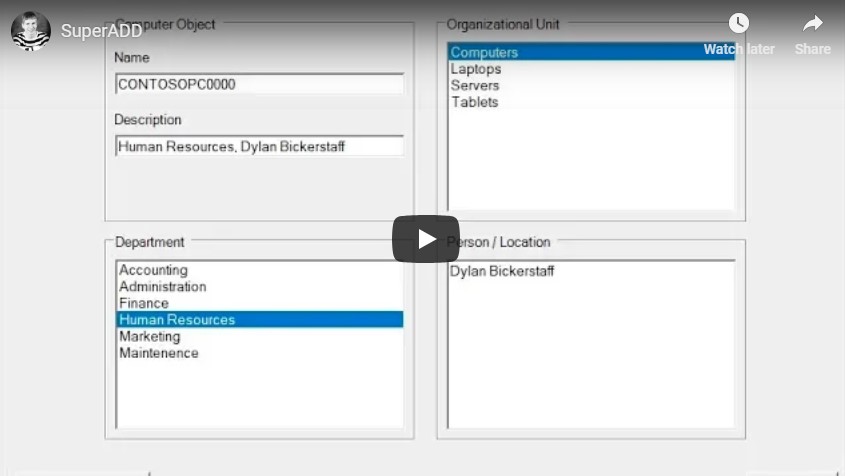 SuperADD
Watch later
Share
Computer Object
Name
CONTOSOPC0000
Description
Human Resources, Dylan Bickerstaff
Organizational Unit
Computers
Laptops
Servers
Tablets
Department
Accounting
Administration
Finance
Human Resources
Marketing
Maintenence
Person / Location
Dylan Bickerstaff